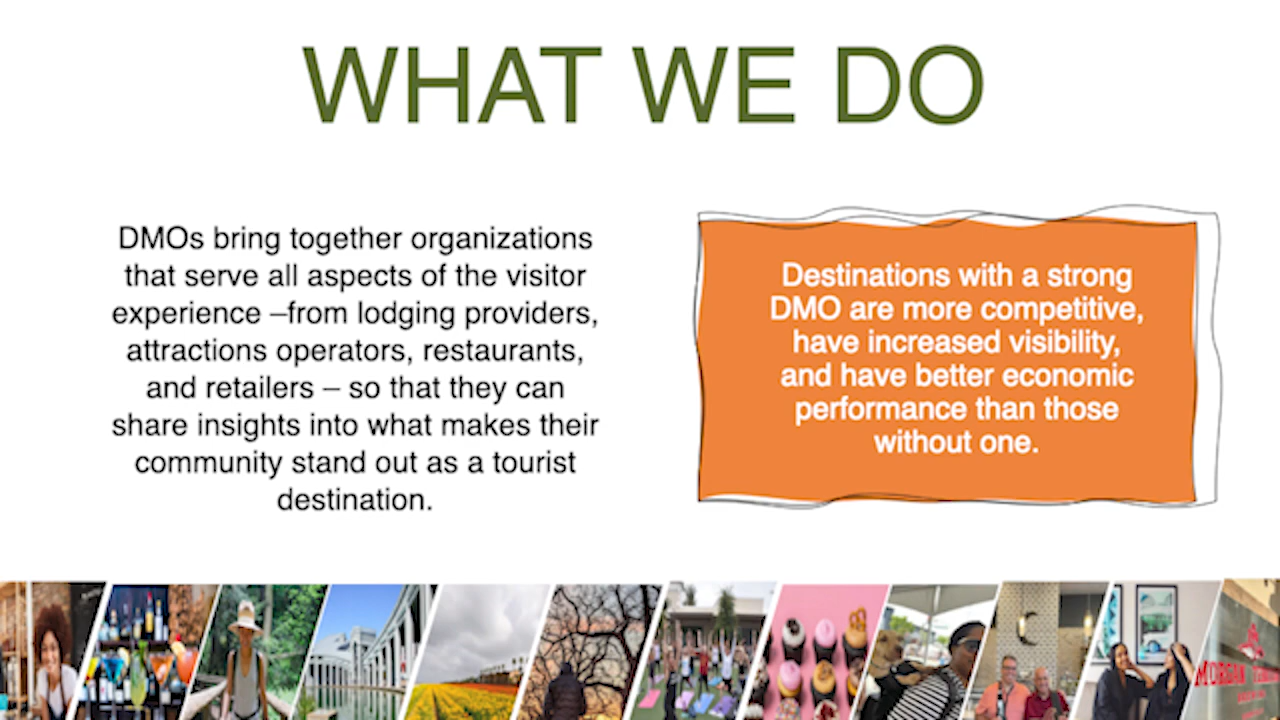 WHAT WE DO
DMOs bring together organizations
that serve all aspects of the visitor
experience –from lodging providers,
attractions operators, restaurants,
and retailers – so that they can
share insights into what makes their
community stand out as a tourist
destination.
Destinations with a strong
DMO are more competitive,
have increased visibility,
and have better economic
performance than those
without one.
MORGAN